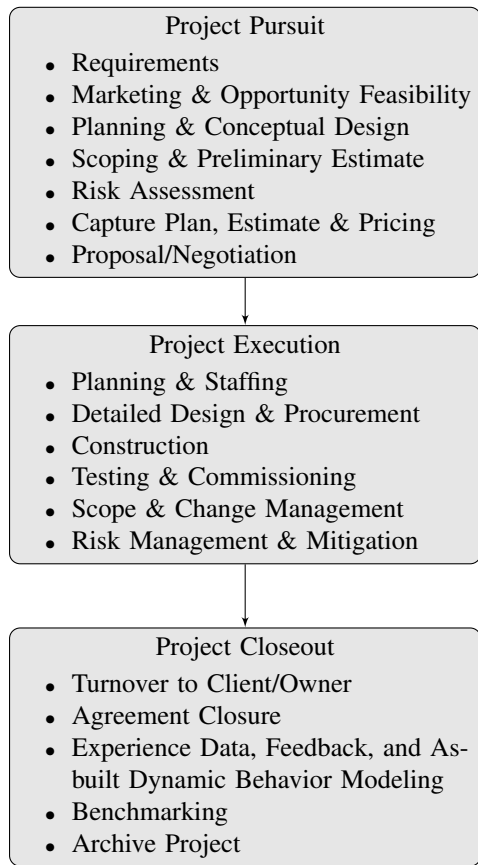 Project Pursuit
• Requirements
• Marketing & Opportunity Feasibility
• Planning & Conceptual Design
• Scoping & Preliminary Estimate
• Risk Assessment
• Capture Plan, Estimate & Pricing
• Proposal/Negotiation
Project Execution
• Planning & Staffing
• Detailed Design & Procurement
• Construction
• Testing & Commissioning
• Scope & Change Management
• Risk Management & Mitigation
Project Closeout
• Turnover to Client/Owner
• Agreement Closure
• Experience Data, Feedback, and As-
built Dynamic Behavior Modeling
• Benchmarking
• Archive Project